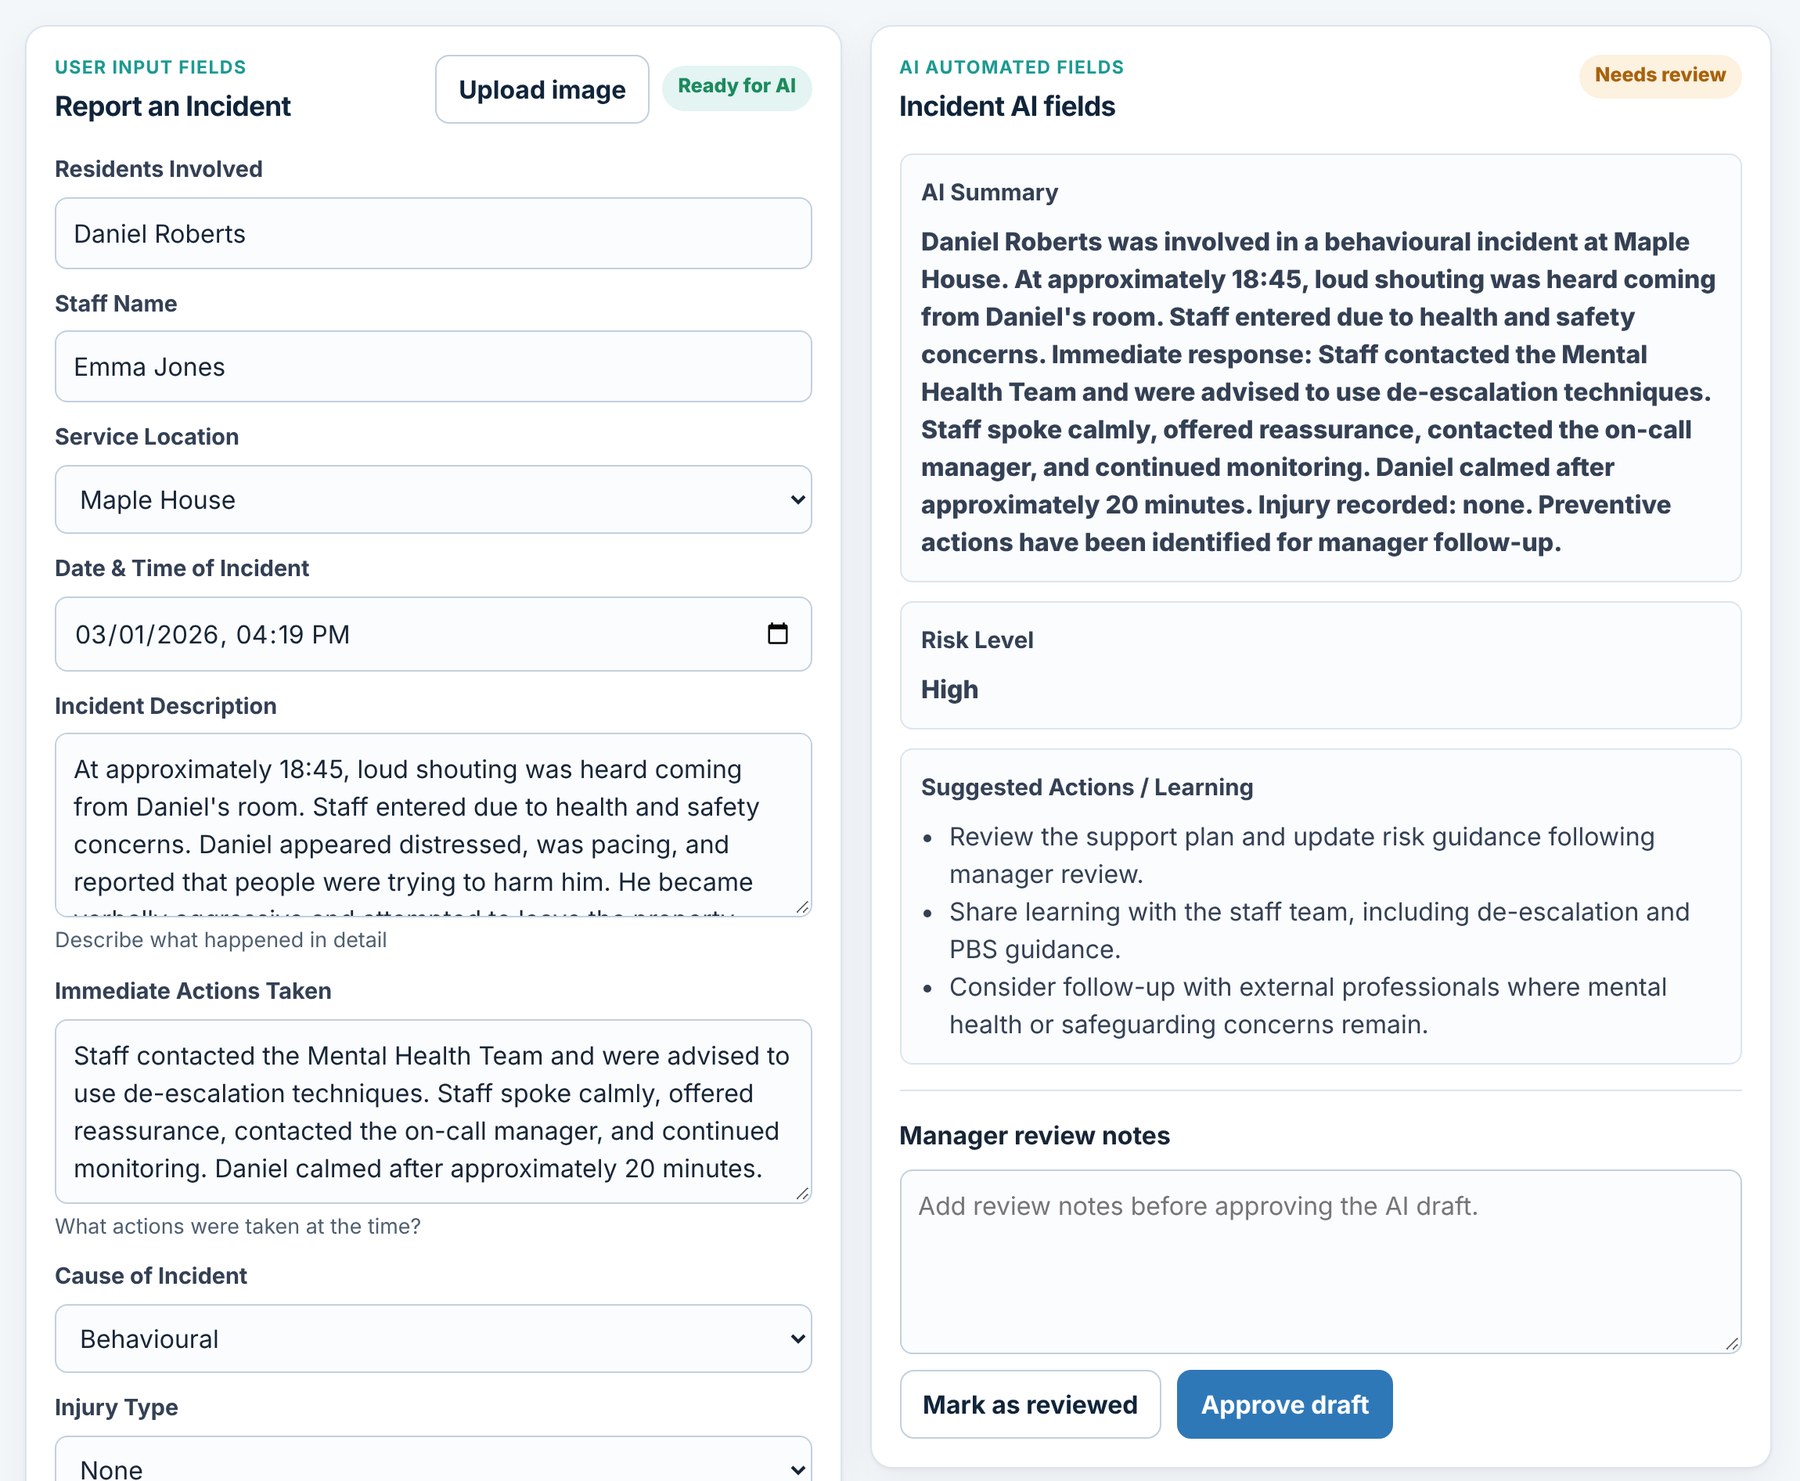 USER INPUT FIELDS
Report an Incident
Upload image
Ready for AI
Residents Involved
Daniel Roberts
Staff Name
Emma Jones
Service Location
Maple House
Date & Time of Incident
03/01/2026, 04:19 PM
Incident Description
At approximately 18:45, loud shouting was heard coming
from Daniel's room. Staff entered due to health and safety
concerns. Daniel appeared distressed, was pacing, and
reported that people were trying to harm him. He became
verbally aggressive and attempted to leave the property
Describe what happened in detail
Immediate Actions Taken
Staff contacted the Mental Health Team and were advised to
use de-escalation techniques. Staff spoke calmly, offered
reassurance, contacted the on-call manager, and continued
monitoring. Daniel calmed after approximately 20 minutes.
What actions were taken at the time?
Cause of Incident
Behavioural
Injury Type
None
AI AUTOMATED FIELDS
Incident AI fields
Needs review
AI Summary
Daniel Roberts was involved in a behavioural incident at Maple
House. At approximately 18:45, loud shouting was heard coming
from Daniel's room. Staff entered due to health and safety
concerns. Immediate response: Staff contacted the Mental
Health Team and were advised to use de-escalation techniques.
Staff spoke calmly, offered reassurance, contacted the on-call
manager, and continued monitoring. Daniel calmed after
approximately 20 minutes. Injury recorded: none. Preventive
actions have been identified for manager follow-up.
Risk Level
High
Suggested Actions / Learning
• Review the support plan and update risk guidance following
manager review.
• Share learning with the staff team, including de-escalation and
PBS guidance.
• Consider follow-up with external professionals where mental
health or safeguarding concerns remain.
Manager review notes
Add review notes before approving the AI draft.
Mark as reviewed
Approve draft